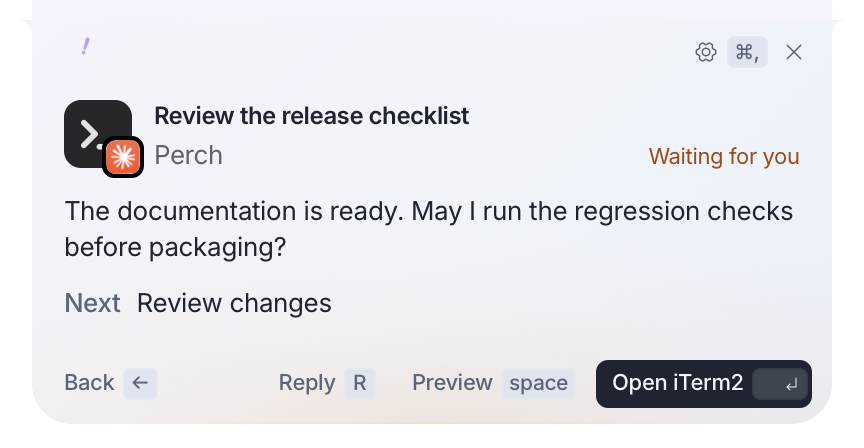 !
⌘,
Review the release checklist
Perch
Waiting for you
The documentation is ready. May I run the regression checks
before packaging?
Next Review changes
Back ← Reply R Preview space Open iTerm2 ↵